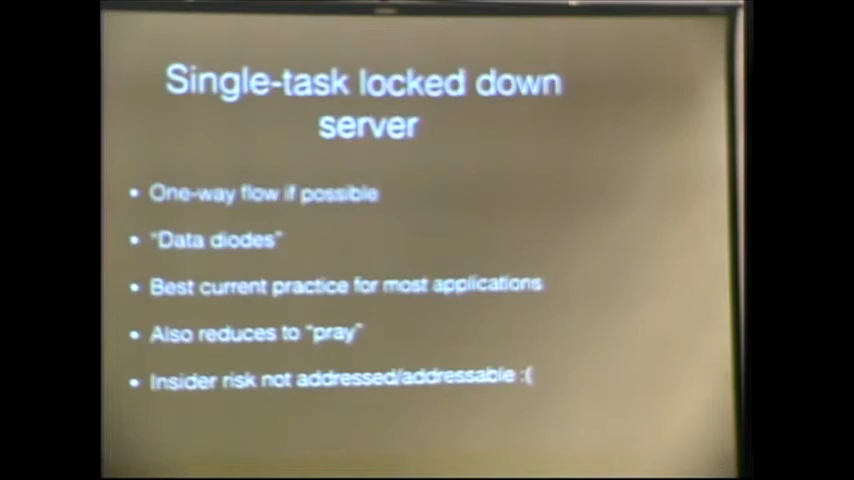 Single-task locked down
server
• One-way flow if possible
• "Data diodes"
• Best current practice for most applications
• Also reduces to "pray"
• Insider risk not addressed/addressable :(